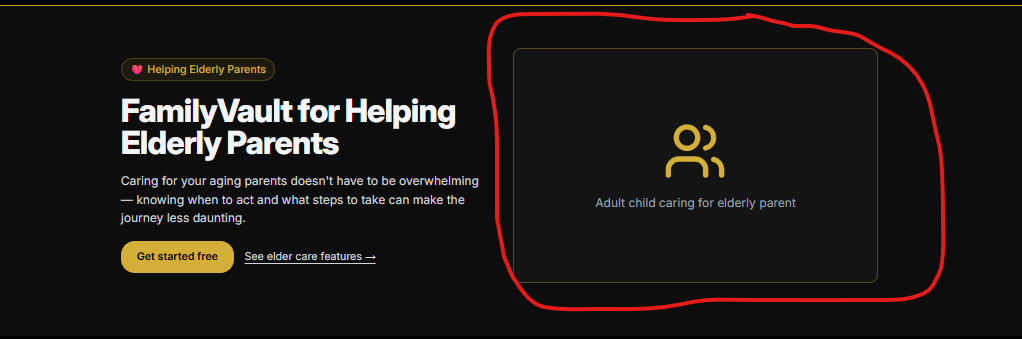 Helping Elderly Parents
FamilyVault for Helping
Elderly Parents
Caring for your aging parents doesn't have to be overwhelming
— knowing when to act and what steps to take can make the
journey less daunting.
Get started free
See elder care features →
Adult child caring for elderly parent